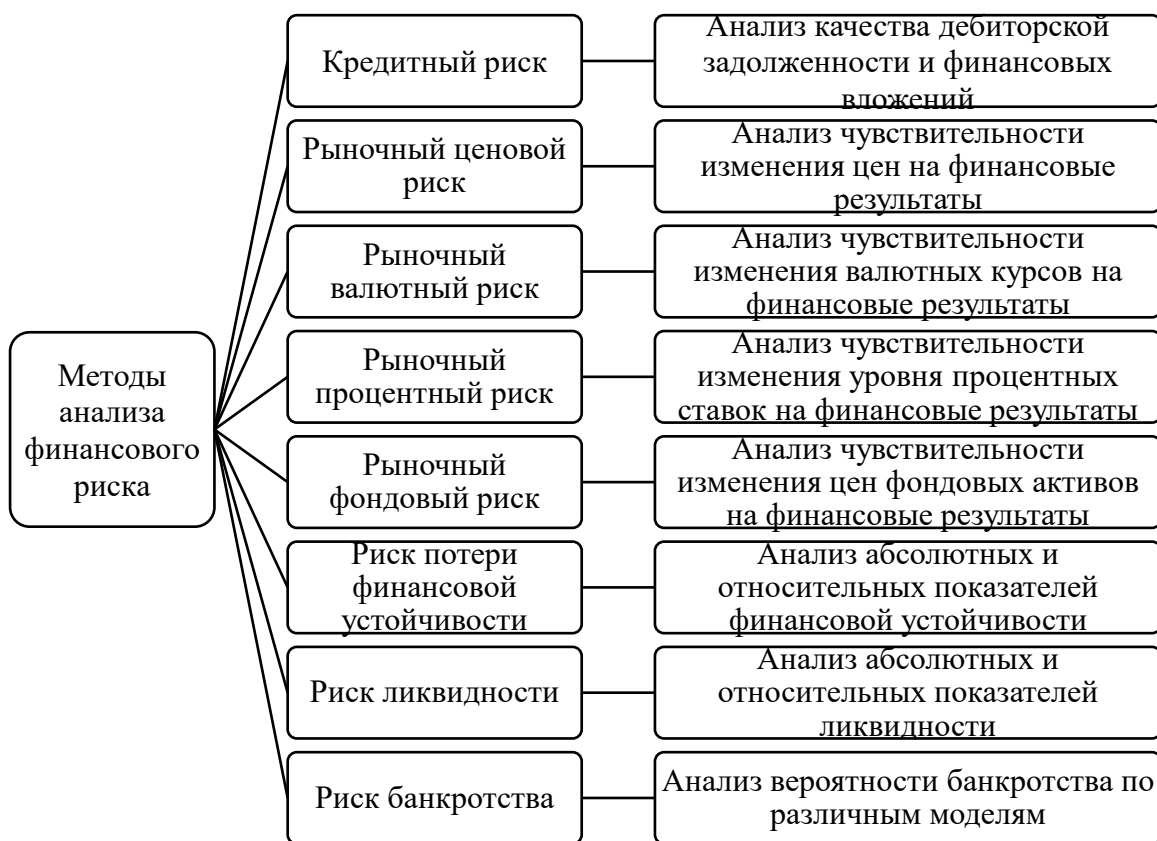 Методы
анализа
финансового
риска
Кредитный риск
Анализ качества дебиторской
задолженности и финансовых
вложений
Рыночный ценовой
риск
Анализ чувствительности
изменения цен на финансовые
результаты
Рыночный
валютный риск
Анализ чувствительности
изменения валютных курсов на
финансовые результаты
Рыночный
процентный риск
Анализ чувствительности
изменения уровня процентных
ставок на финансовые результаты
Рыночный
фондовый риск
Анализ чувствительности
изменения цен фондовых активов
на финансовые результаты
Риск потери
финансовой
устойчивости
Анализ абсолютных и
относительных показателей
финансовой устойчивости
Риск ликвидности
Анализ абсолютных и
относительных показателей
ликвидности
Риск банкротства
Анализ вероятности банкротства по
различным моделям